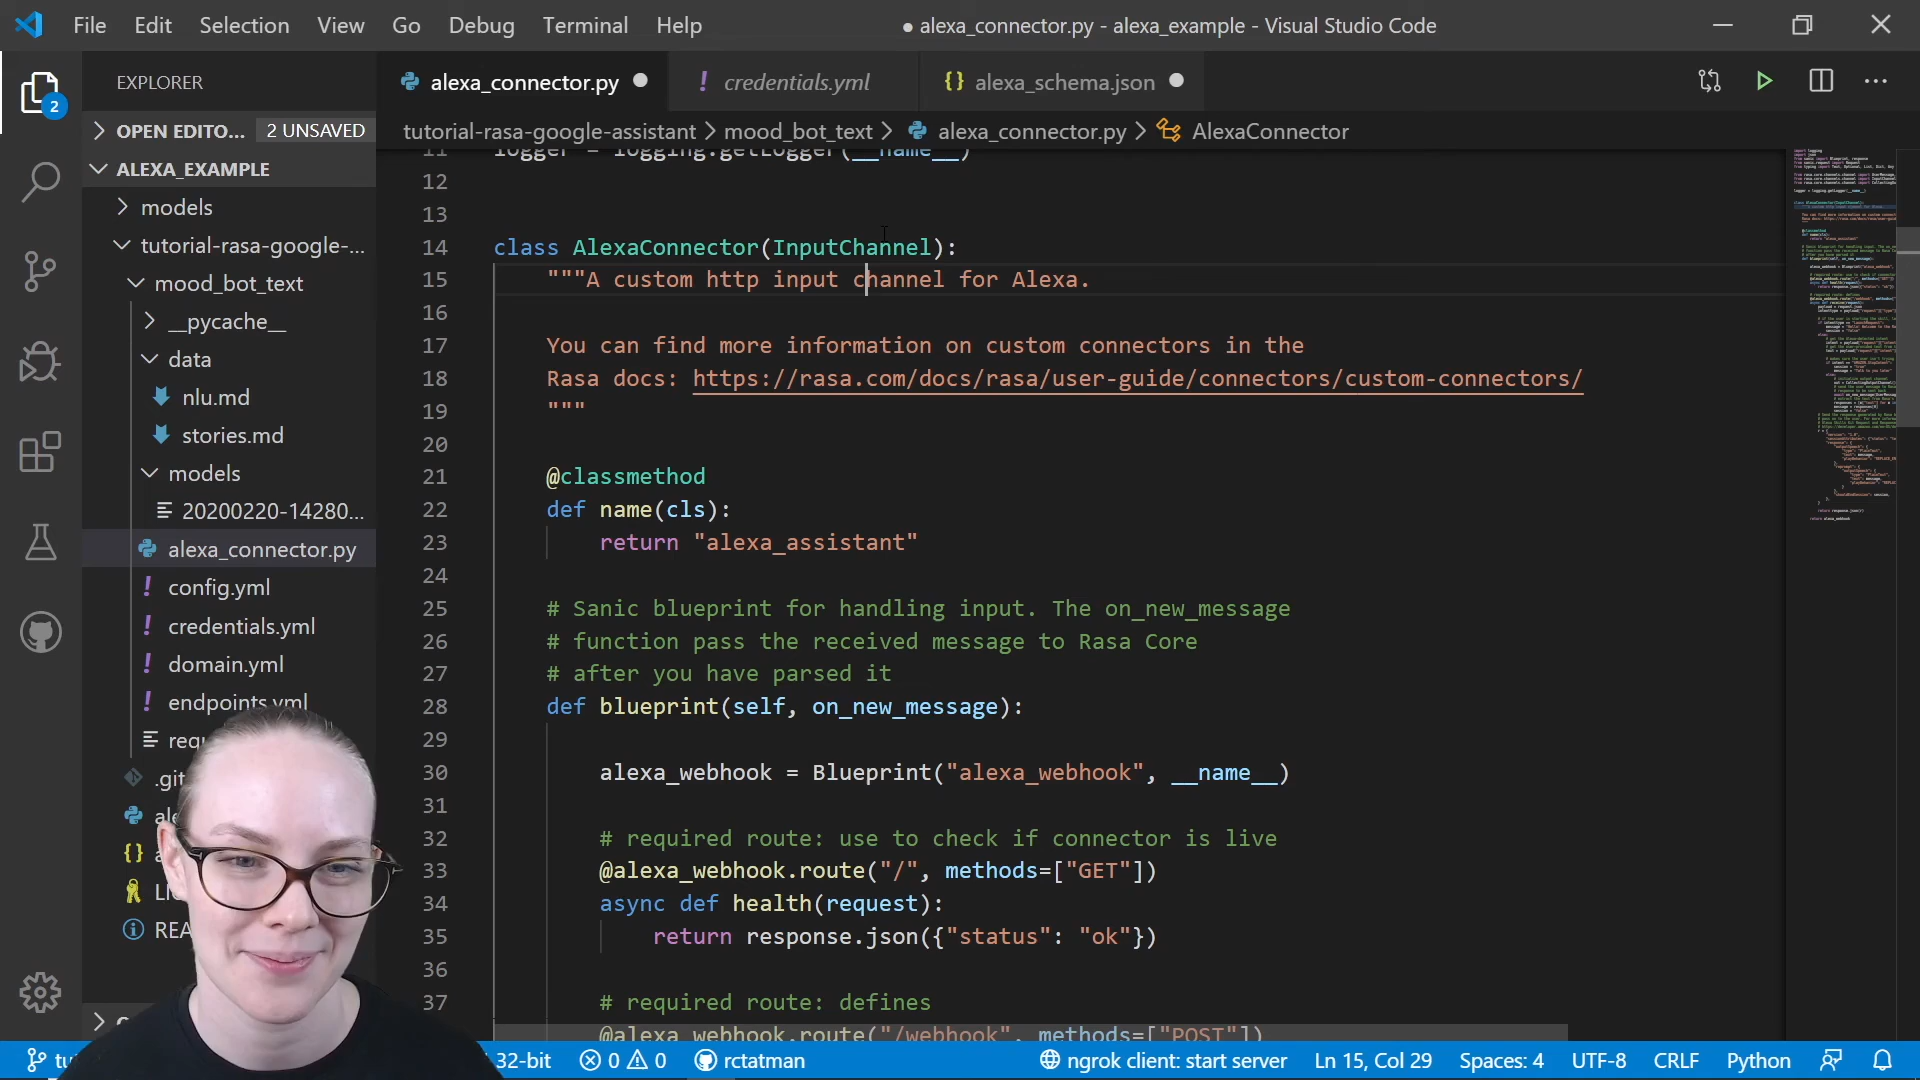 File Edit Selection View Go Debug Terminal Help
● alexa_connector.py - alexa_example - Visual Studio Code
EXPLORER
OPEN EDITO... 2 UNSAVED
ALEXA_EXAMPLE
models
tutorial-rasa-google-...
mood_bot_text
__pycache__
data
nlu.md
stories.md
models
20200220-14280...
alexa_connector.py
config.yml
credentials.yml
domain.yml
endpoints.yml
requ
.git
ale
LI
REA
2
alexa_connector.py
credentials.yml
alexa_schema.json
tutorial-rasa-google-assistant > mood_bot_text > alexa_connector.py > AlexaConnector
11 logger = logging.getLogger(__name__)
12
13
14 class AlexaConnector(InputChannel):
15 """A custom http input channel for Alexa.
16
17 You can find more information on custom connectors in the
18 Rasa docs: https://rasa.com/docs/rasa/user-guide/connectors/custom-connectors/
19 """
20
21 @classmethod
22 def name(cls):
23 return "alexa_assistant"
24
25 # Sanic blueprint for handling input. The on_new_message
26 # function pass the received message to Rasa Core
27 # after you have parsed it
28 def blueprint(self, on_new_message):
29
30 alexa_webhook = Blueprint("alexa_webhook", __name__)
31
32 # required route: use to check if connector is live
33 @alexa_webhook.route("/", methods=["GET"])
34 async def health(request):
35 return response.json({"status": "ok"})
36
37 # required route: defines
@alexa_webhook.route("/webhook", methods=["POST"])
32-bit 0 0 rctatman ngrok client: start server Ln 15, Col 29 Spaces: 4 UTF-8 CRLF Python